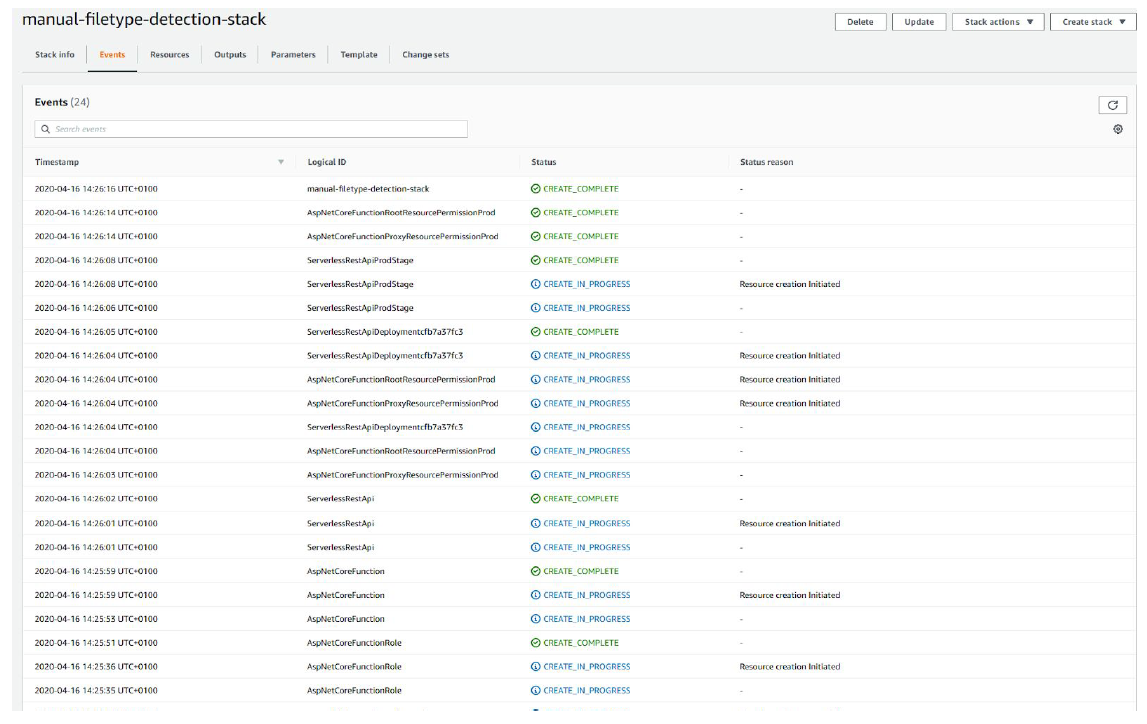 manual-filetype-detection-stack
Delete Update Stack actions Create stack
Stack info Events Resources Outputs Parameters Template Change sets
Events (24)
Search events
Timestamp Logical ID Status Status reason
2020-04-16 14:26:16 UTC+0100 manual-filetype-detection-stack CREATE_COMPLETE -
2020-04-16 14:26:14 UTC+0100 AspNetCoreFunctionRootResourcePermissionProd CREATE_COMPLETE -
2020-04-16 14:26:14 UTC+0100 AspNetCoreFunctionProxyResourcePermissionProd CREATE_COMPLETE -
2020-04-16 14:26:08 UTC+0100 ServerlessRestApiProdStage CREATE_COMPLETE -
2020-04-16 14:26:08 UTC+0100 ServerlessRestApiProdStage CREATE_IN_PROGRESS Resource creation Initiated
2020-04-16 14:26:06 UTC+0100 ServerlessRestApiProdStage CREATE_IN_PROGRESS -
2020-04-16 14:26:05 UTC+0100 ServerlessRestApiDeploymentcfb7a37fc3 CREATE_COMPLETE -
2020-04-16 14:26:04 UTC+0100 ServerlessRestApiDeploymentcfb7a37fc3 CREATE_IN_PROGRESS Resource creation Initiated
2020-04-16 14:26:04 UTC+0100 AspNetCoreFunctionRootResourcePermissionProd CREATE_IN_PROGRESS Resource creation Initiated
2020-04-16 14:26:04 UTC+0100 AspNetCoreFunctionProxyResourcePermissionProd CREATE_IN_PROGRESS Resource creation Initiated
2020-04-16 14:26:04 UTC+0100 ServerlessRestApiDeploymentcfb7a37fc3 CREATE_IN_PROGRESS -
2020-04-16 14:26:04 UTC+0100 AspNetCoreFunctionRootResourcePermissionProd CREATE_IN_PROGRESS -
2020-04-16 14:26:03 UTC+0100 AspNetCoreFunctionProxyResourcePermissionProd CREATE_IN_PROGRESS -
2020-04-16 14:26:02 UTC+0100 ServerlessRestApi CREATE_COMPLETE -
2020-04-16 14:26:01 UTC+0100 ServerlessRestApi CREATE_IN_PROGRESS Resource creation Initiated
2020-04-16 14:26:01 UTC+0100 ServerlessRestApi CREATE_IN_PROGRESS -
2020-04-16 14:25:59 UTC+0100 AspNetCoreFunction CREATE_COMPLETE -
2020-04-16 14:25:59 UTC+0100 AspNetCoreFunction CREATE_IN_PROGRESS Resource creation Initiated
2020-04-16 14:25:53 UTC+0100 AspNetCoreFunction CREATE_IN_PROGRESS -
2020-04-16 14:25:51 UTC+0100 AspNetCoreFunctionRole CREATE_COMPLETE -
2020-04-16 14:25:36 UTC+0100 AspNetCoreFunctionRole CREATE_IN_PROGRESS Resource creation Initiated
2020-04-16 14:25:35 UTC+0100 AspNetCoreFunctionRole CREATE_IN_PROGRESS -